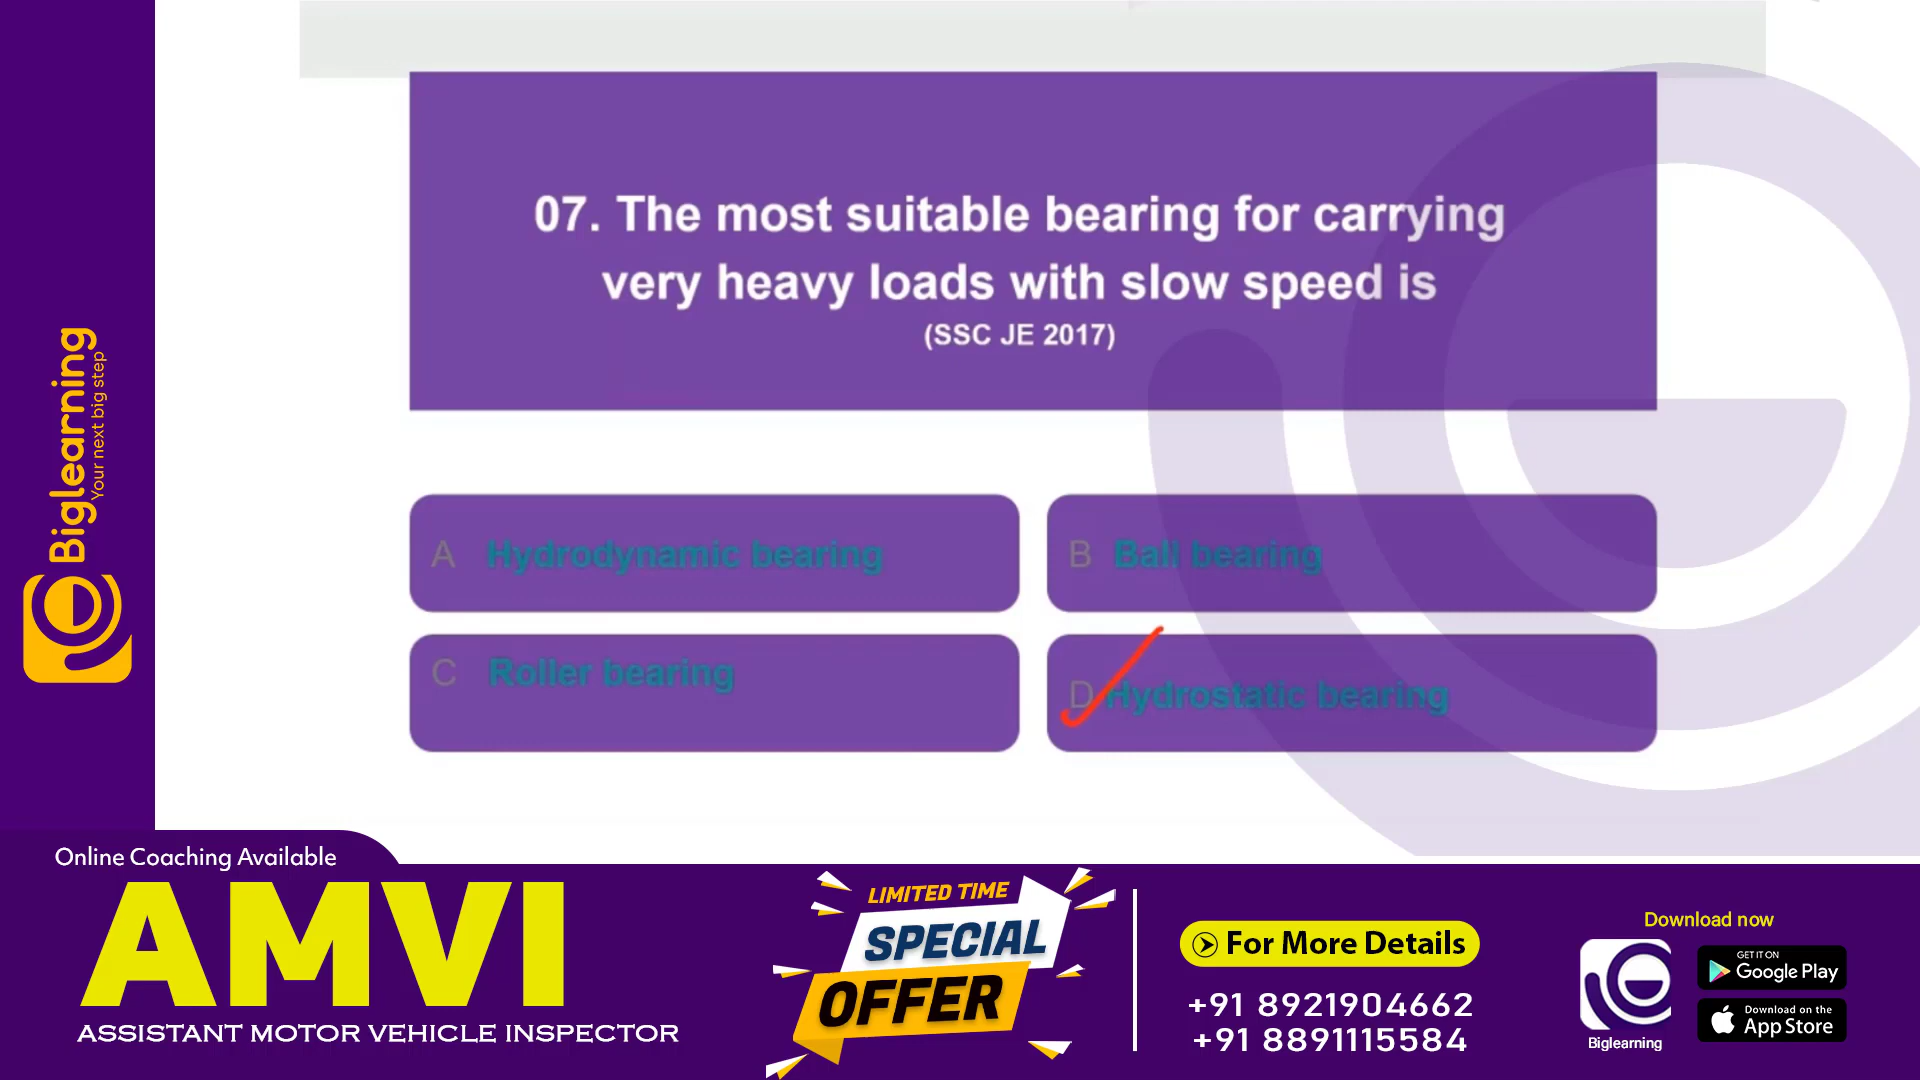 07. The most suitable bearing for carrying
very heavy loads with slow speed is
(SSC JE 2017)
A Hydrodynamic bearing
B Ball bearing
C Roller bearing
D Hydrostatic bearing
Biglearning
Your next big step
Online Coaching Available
AMVI
ASSISTANT MOTOR VEHICLE INSPECTOR
LIMITED TIME
SPECIAL
OFFER
For More Details
+91 8921904662
+91 8891115584
Download now
Biglearning
GET IT ON
Google Play
Download on the
App Store